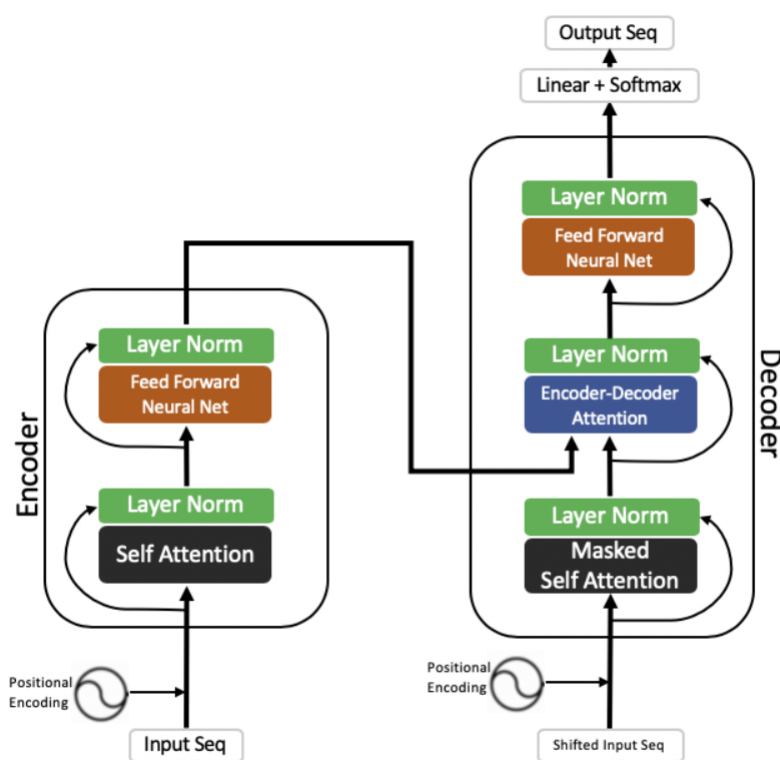 Output Seq
Linear + Softmax
Layer Norm
Feed Forward
Neural Net
Layer Norm
Encoder-Decoder
Attention
Layer Norm
Masked
Self Attention
Decoder
Positional
Encoding
Shifted Input Seq
Layer Norm
Feed Forward
Neural Net
Layer Norm
Self Attention
Encoder
Positional
Encoding
Input Seq